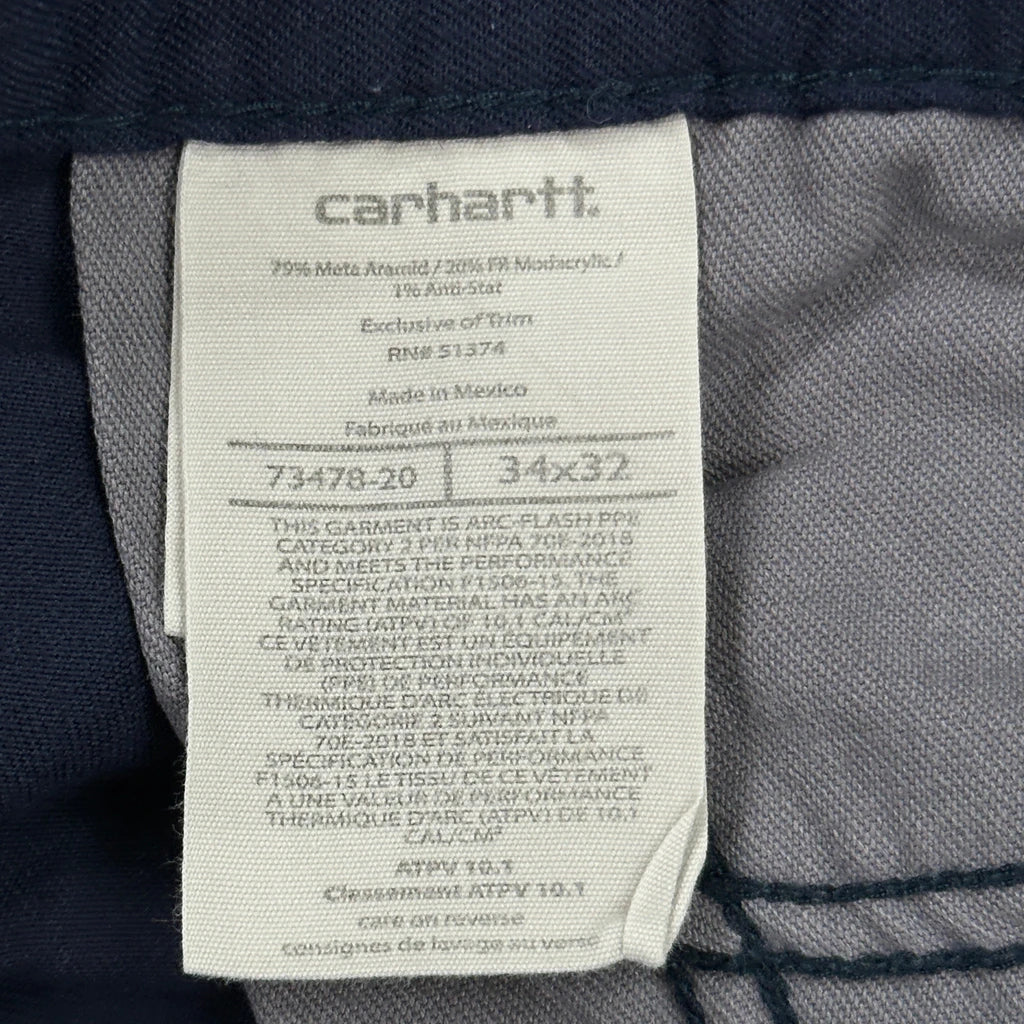 carhartt.
79% Meta Aramid / 20% FR Modacrylic /
1% Anti-Stat
Exclusive of Trim
RN# 51374
Made in Mexico
Fabriqué au Mexique
73478-20 34x32
THIS GARMENT IS ARC-FLASH PPE
CATEGORY 2 PER NFPA 70E-2018
AND MEETS THE PERFORMANCE
SPECIFICATION F1506-15. THE
GARMENT MATERIAL HAS AN ARC
RATING (ATPV) OF 10.1 CAL/CM²
CE VÊTEMENT EST UN ÉQUIPEMENT
DE PROTECTION INDIVIDUELLE
(PPE) DE PERFORMANCE
THERMIQUE D'ARC ÉLECTRIQUE DE
CATÉGORIE 2 SUIVANT NFPA
70E-2018 ET SATISFAIT LA
SPÉCIFICATION DE PERFORMANCE
F1506-15 LE TISSU DE CE VÊTEMENT
A UNE VALEUR DE PERFORMANCE
THERMIQUE D'ARC (ATPV) DE 10.1
CAL/CM²
ATPV 10.1
Classement ATPV 10.1
care on reverse
consignes de lavage au verso